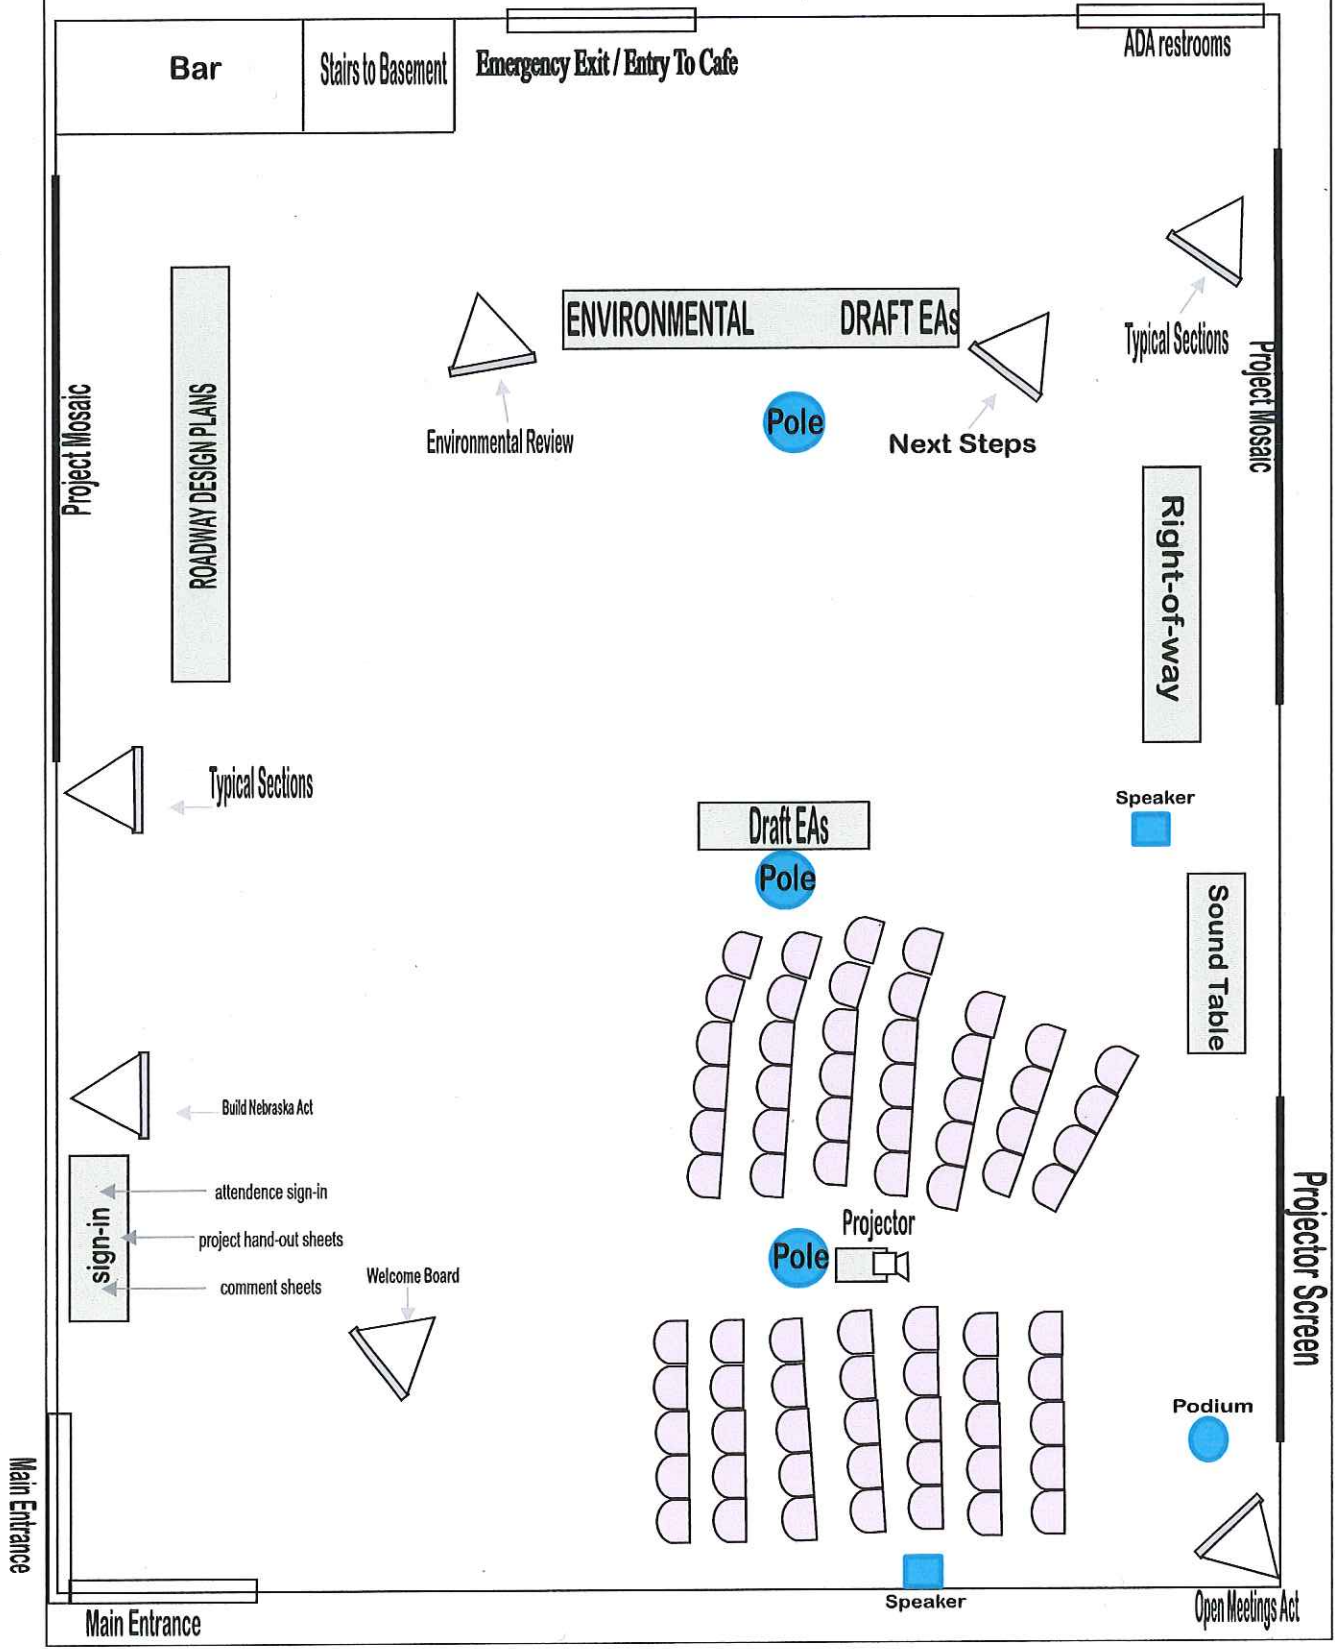 ADA restrooms
Bar
Stairs to Basement
Emergency Exit / Entry To Cafe
ENVIRONMENTAL DRAFT EAs
Typical Sections
Project Mosaic
Project Mosaic
ROADWAY DESIGN PLANS
Pole
Environmental Review
Next Steps
Right-of-way
Typical Sections
Speaker
Draft EAs
Pole
Sound Table
Build Nebraska Act
sign-in
attendence sign-in
project hand-out sheets
comment sheets
Welcome Board
Projector
Pole
Projector Screen
Podium
Main Entrance
Main Entrance
Speaker
Open Meetings Act